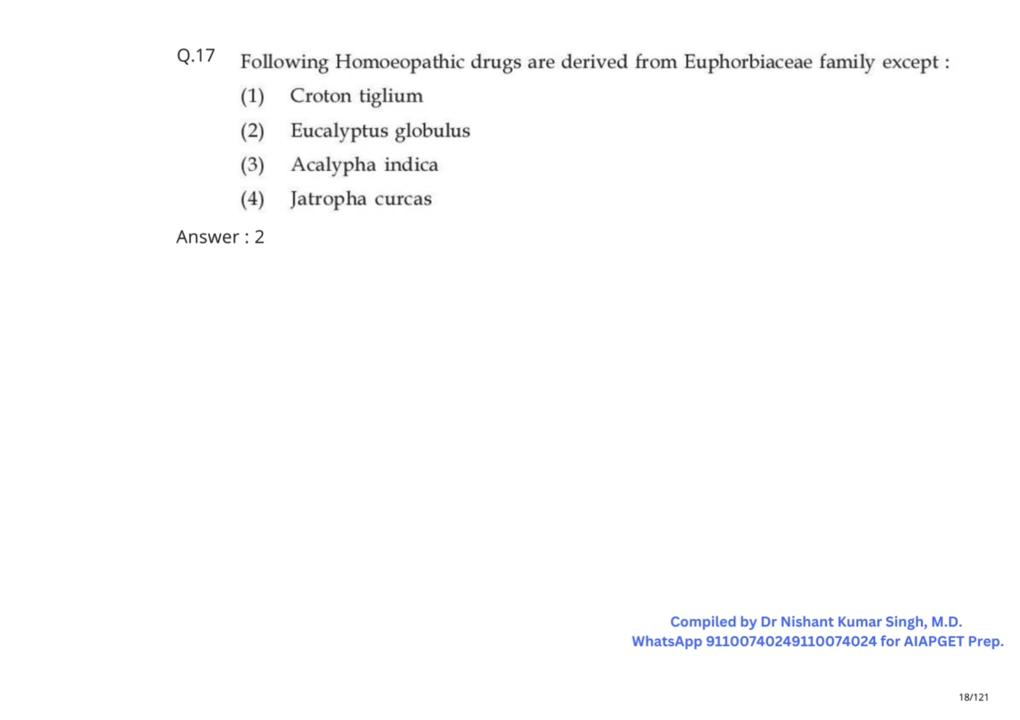 Q.17 Following Homoeopathic drugs are derived from Euphorbiaceae family except :
(1) Croton tiglium
(2) Eucalyptus globulus
(3) Acalypha indica
(4) Jatropha curcas
Answer : 2
Compiled by Dr Nishant Kumar Singh, M.D.
WhatsApp 91100740249110074024 for AIAPGET Prep.
18/121